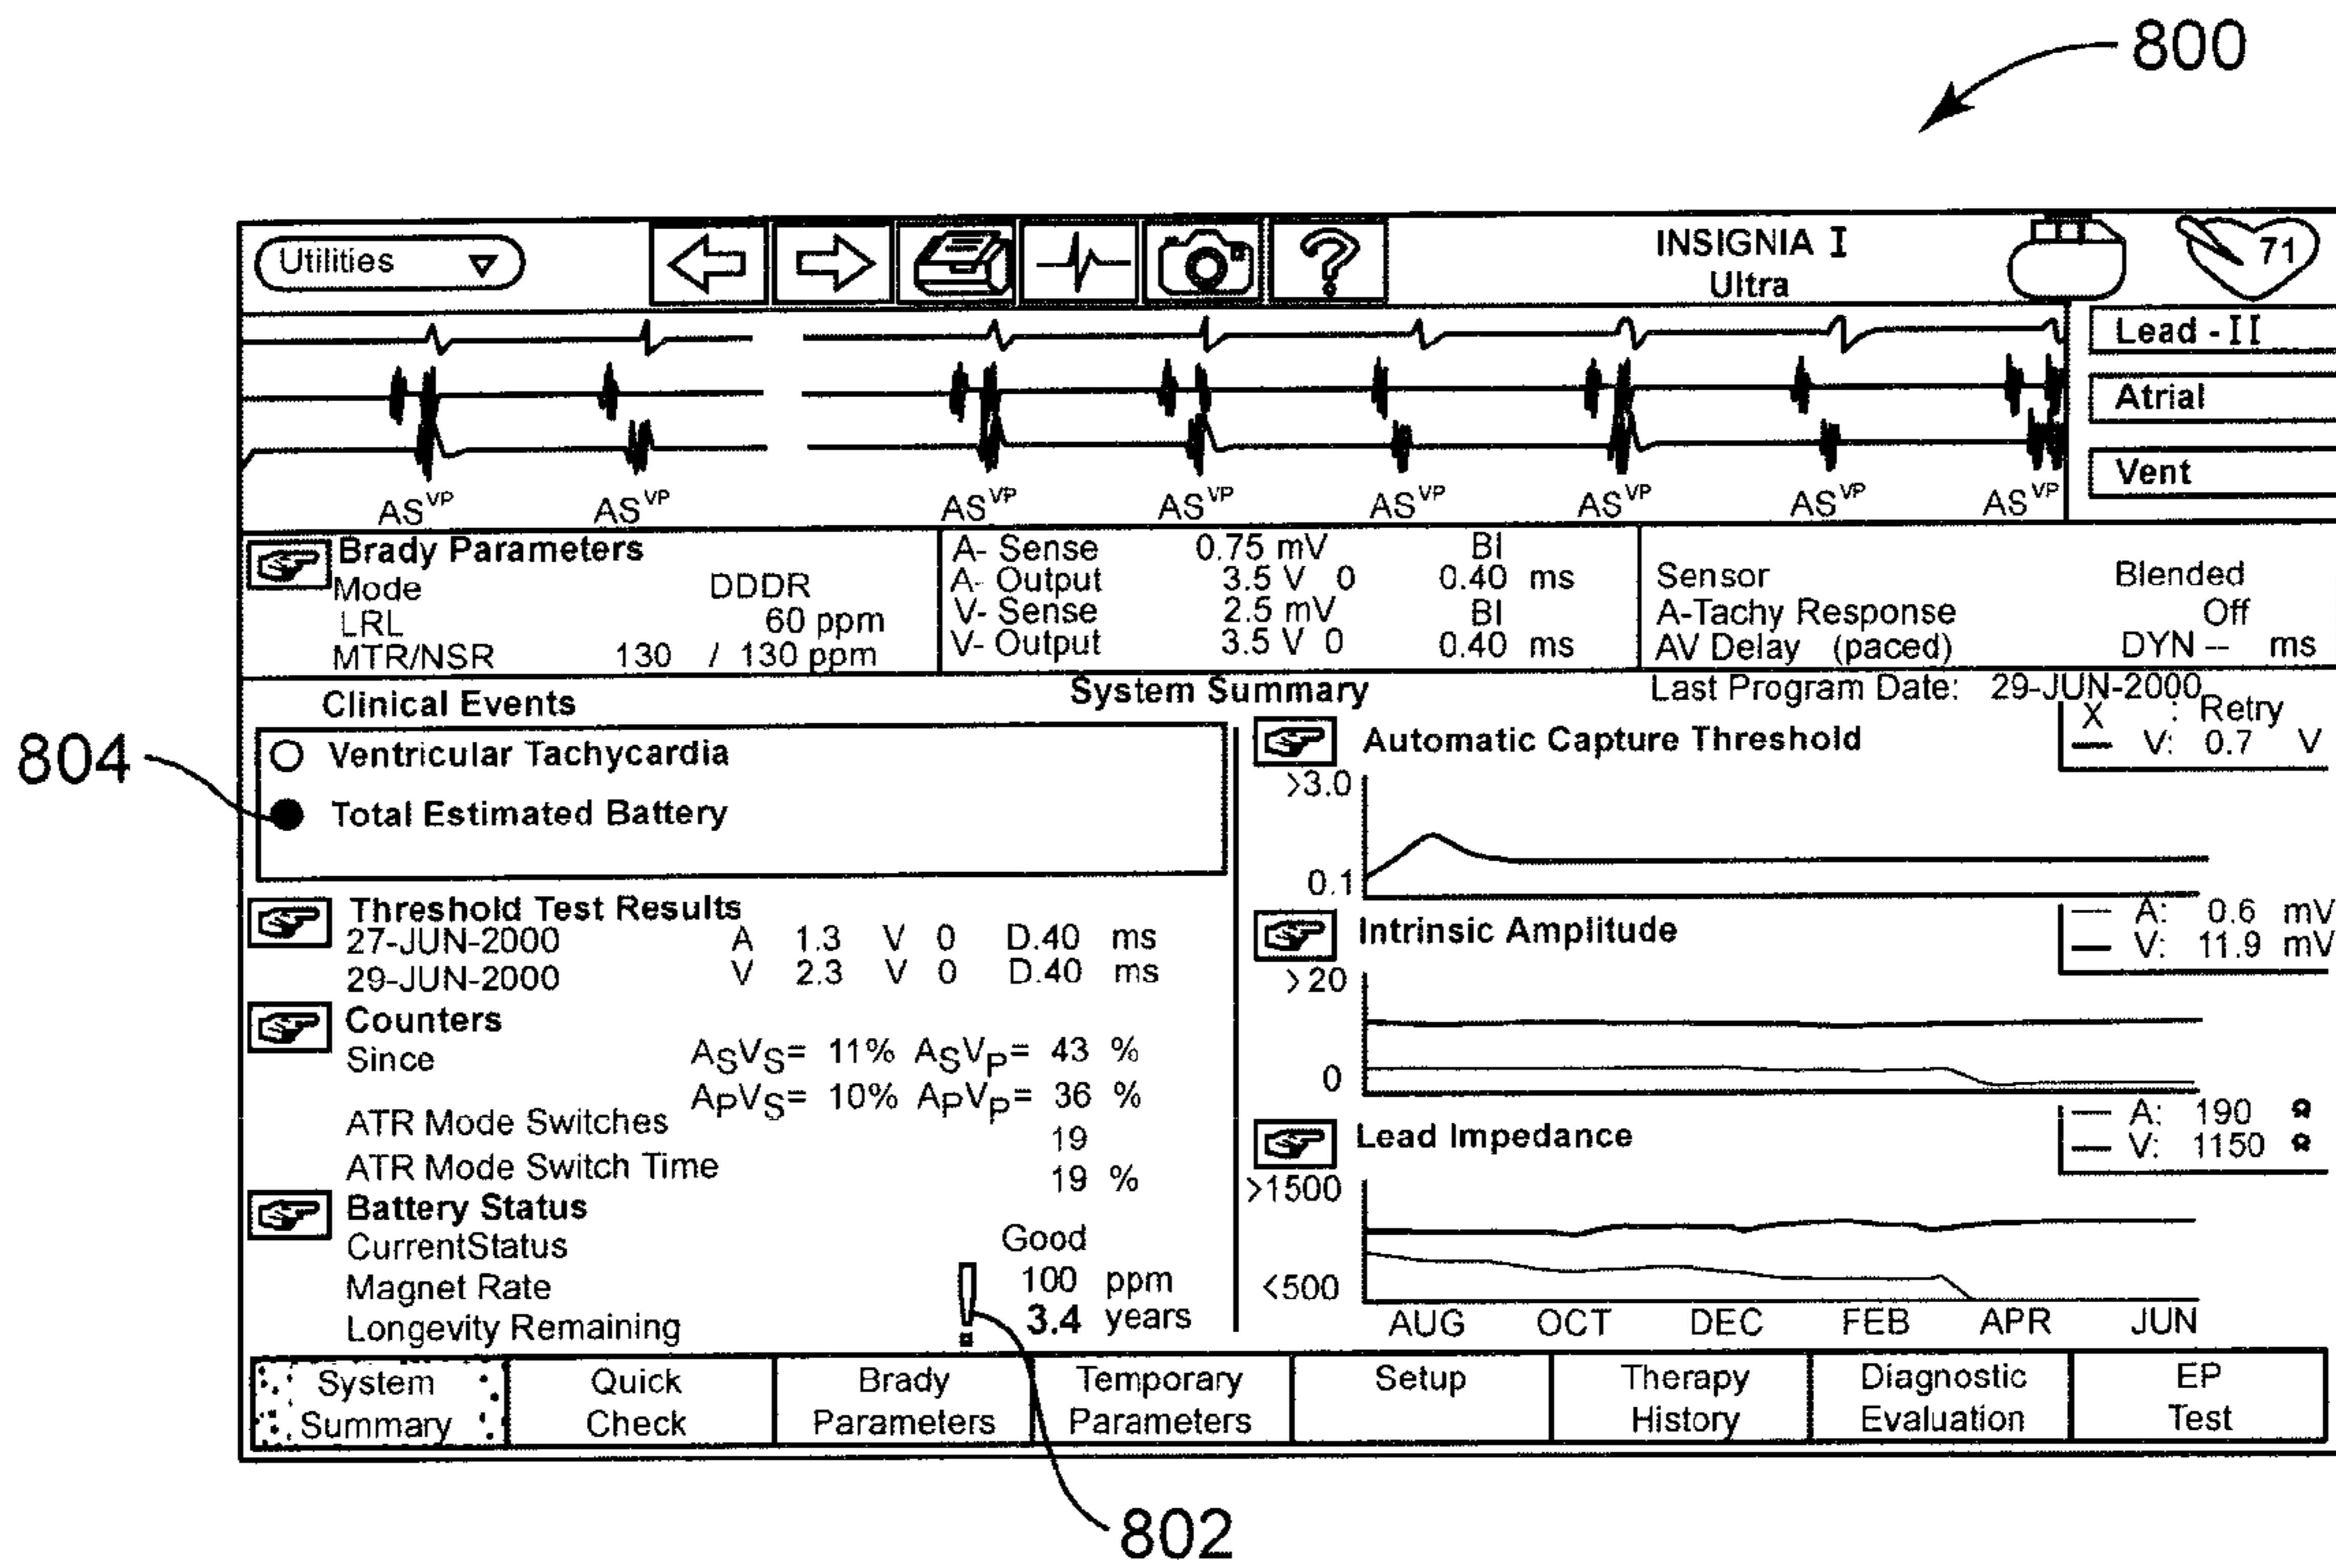 800
Utilities
INSIGNIA I
Ultra
71
Lead - II
Atrial
Vent
AS VP AS VP AS VP AS VP AS VP AS VP AS VP AS VP
Brady Parameters
Mode DDDR
LRL 60 ppm
MTR/NSR 130 / 130 ppm
A- Sense 0.75 mV BI
A- Output 3.5 V 0 0.40 ms
V- Sense 2.5 mV BI
V- Output 3.5 V 0 0.40 ms
Sensor Blended
A-Tachy Response Off
AV Delay (paced) DYN -- ms
Clinical Events
System Summary
Last Program Date: 29-JUN-2000
804
Ventricular Tachycardia
Total Estimated Battery
Threshold Test Results
27-JUN-2000 A 1.3 V 0 D.40 ms
29-JUN-2000 V 2.3 V 0 D.40 ms
Counters
Since ASVS= 11% ASVP= 43 %
APVS= 10% APVP= 36 %
ATR Mode Switches 19
ATR Mode Switch Time 19 %
Battery Status
CurrentStatus Good
Magnet Rate 100 ppm
Longevity Remaining ! 3.4 years
Automatic Capture Threshold
X : Retry
V: 0.7 V
>3.0
0.1
Intrinsic Amplitude
A: 0.6 mV
V: 11.9 mV
>20
0
Lead Impedance
A: 190 Ω
V: 1150 Ω
>1500
<500
AUG OCT DEC FEB APR JUN
System Summary
Quick Check
Brady Parameters
Temporary Parameters
Setup
Therapy History
Diagnostic Evaluation
EP Test
802